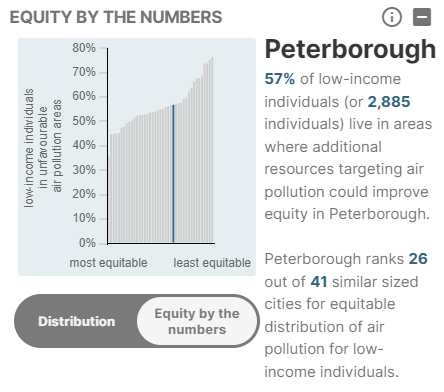 EQUITY BY THE NUMBERS
80%
70%
60%
50%
40%
30%
20%
10%
0%
low-income individuals
in unfavourable
air pollution areas
most equitable
least equitable
Distribution
Equity by the
numbers
Peterborough
57% of low-income
individuals (or 2,885
individuals) live in areas
where additional
resources targeting air
pollution could improve
equity in Peterborough.
Peterborough ranks 26
out of 41 similar sized
cities for equitable
distribution of air
pollution for low-
income individuals.